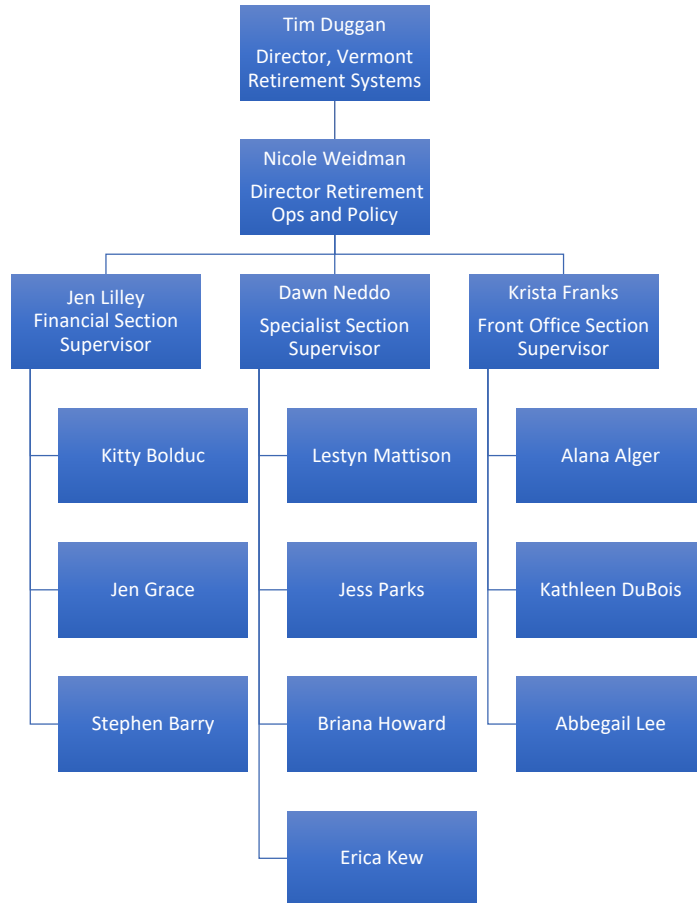 Tim Duggan
Director, Vermont
Retirement Systems
Nicole Weidman
Director Retirement
Ops and Policy
Jen Lilley
Financial Section
Supervisor
Dawn Neddo
Specialist Section
Supervisor
Krista Franks
Front Office Section
Supervisor
Kitty Bolduc
Jen Grace
Stephen Barry
Lestyn Mattison
Jess Parks
Briana Howard
Erica Kew
Alana Alger
Kathleen DuBois
Abbegail Lee